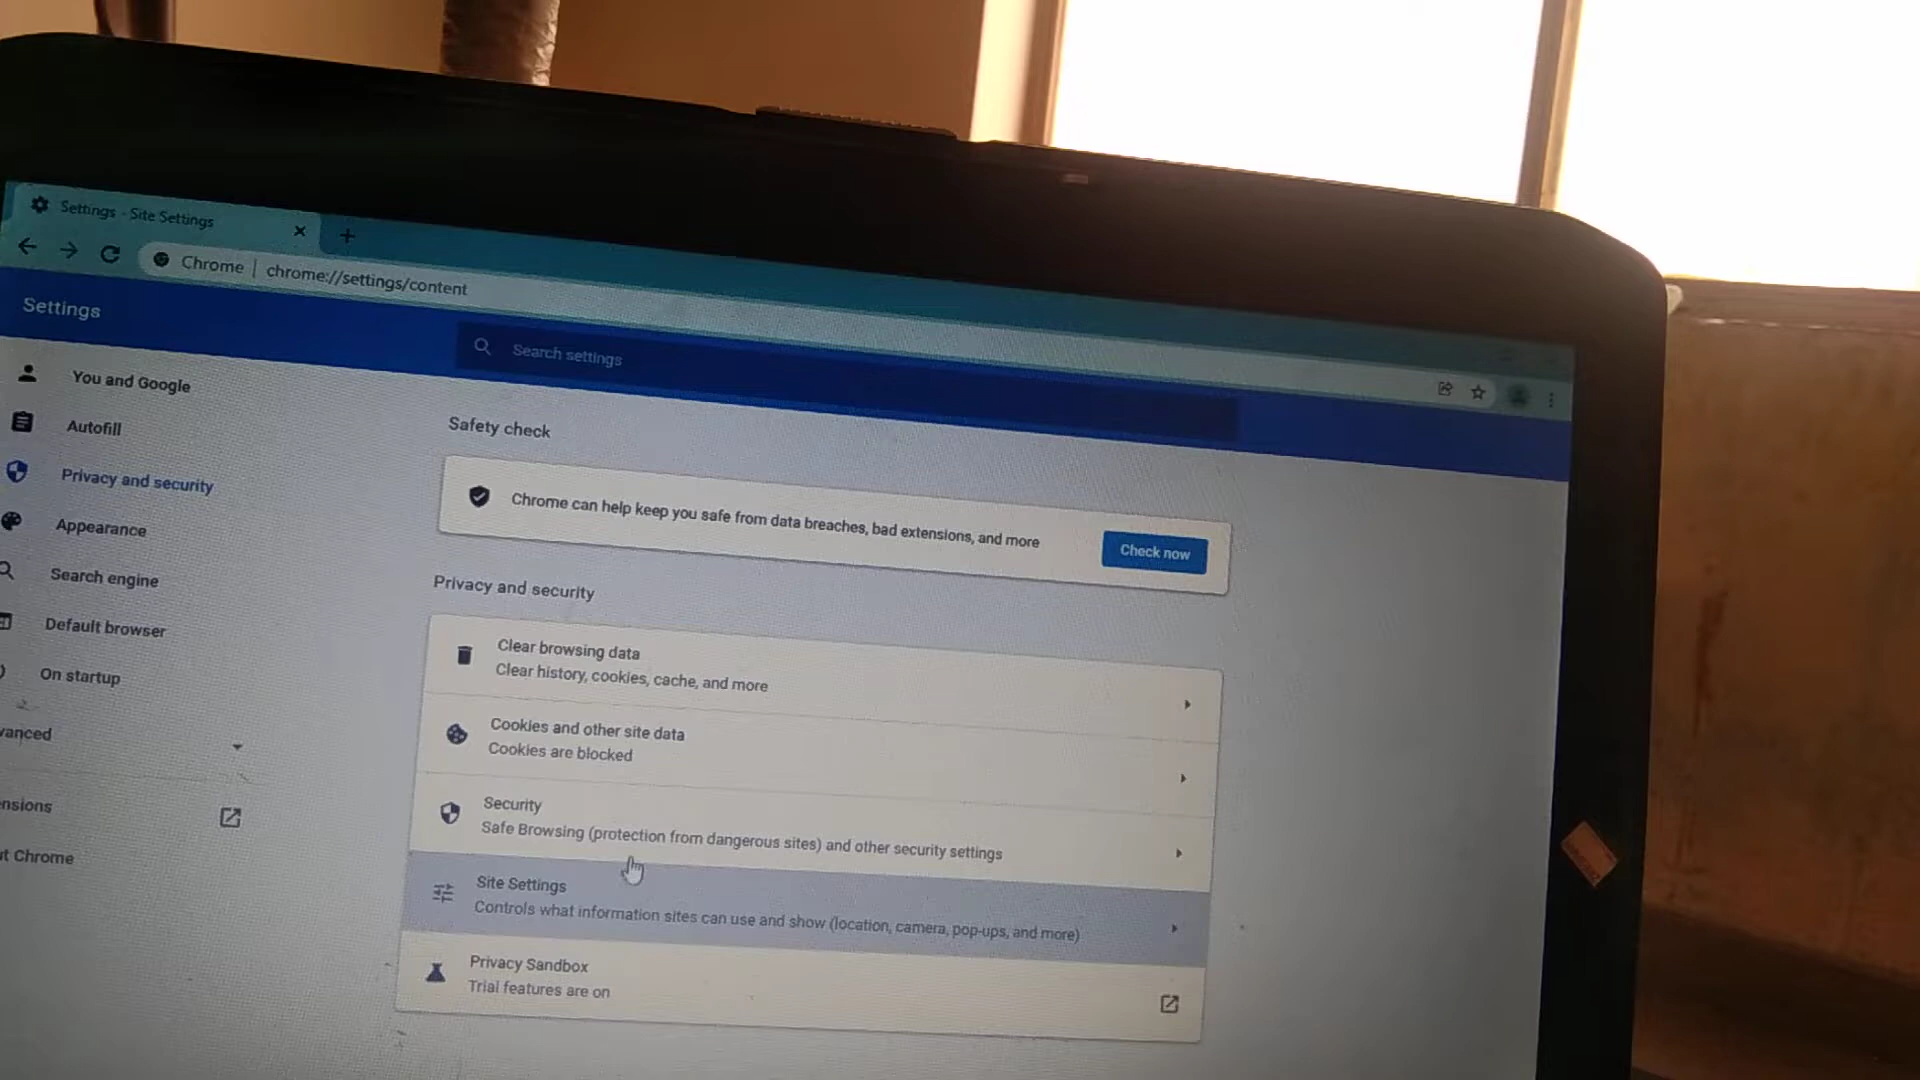 Settings - Site Settings
Chrome | chrome://settings/content
Settings
Search settings
You and Google
Autofill
Privacy and security
Appearance
Search engine
Default browser
On startup
vanced
ensions
ut Chrome
Safety check
Chrome can help keep you safe from data breaches, bad extensions, and more
Check now
Privacy and security
Clear browsing data
Clear history, cookies, cache, and more
Cookies and other site data
Cookies are blocked
Security
Safe Browsing (protection from dangerous sites) and other security settings
Site Settings
Controls what information sites can use and show (location, camera, pop-ups, and more)
Privacy Sandbox
Trial features are on